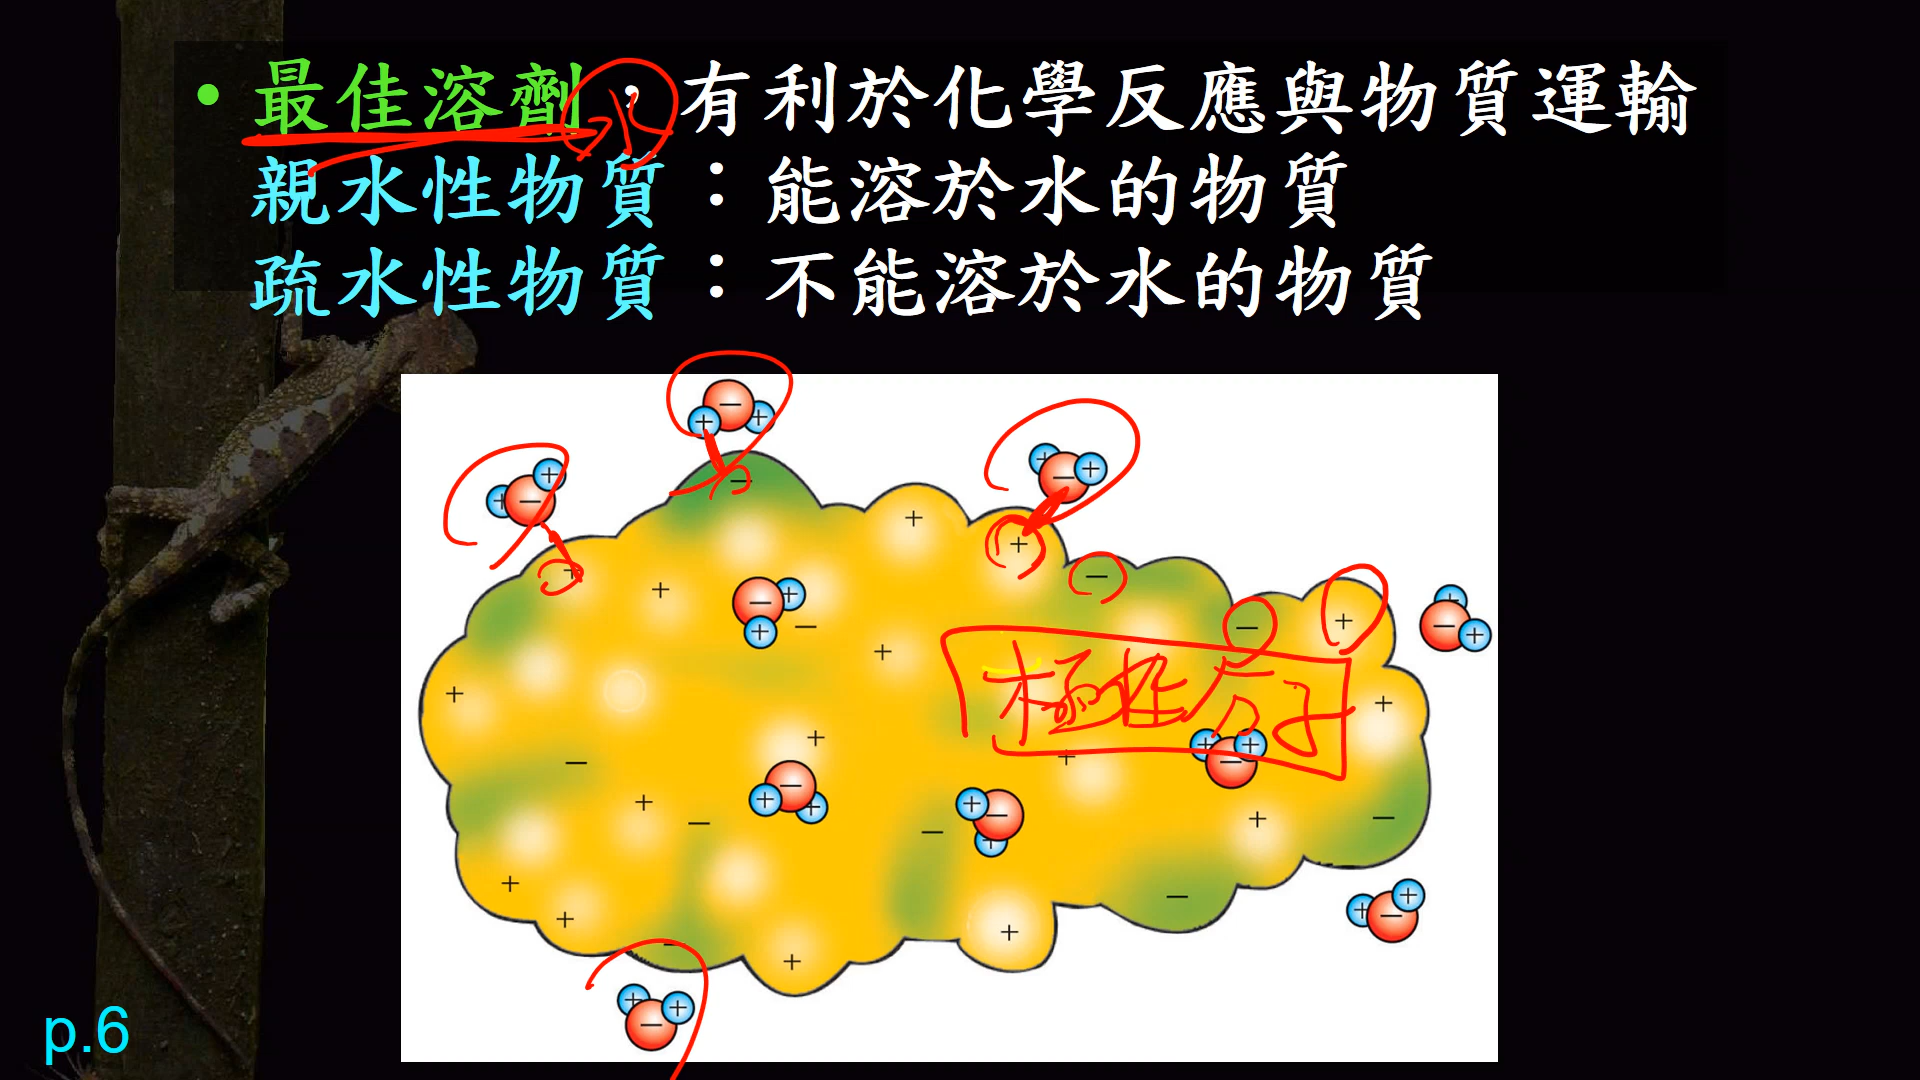 • 最佳溶劑，有利於化學反應與物質運輸
水
親水性物質：能溶於水的物質
疏水性物質：不能溶於水的物質
極性分子
p.6